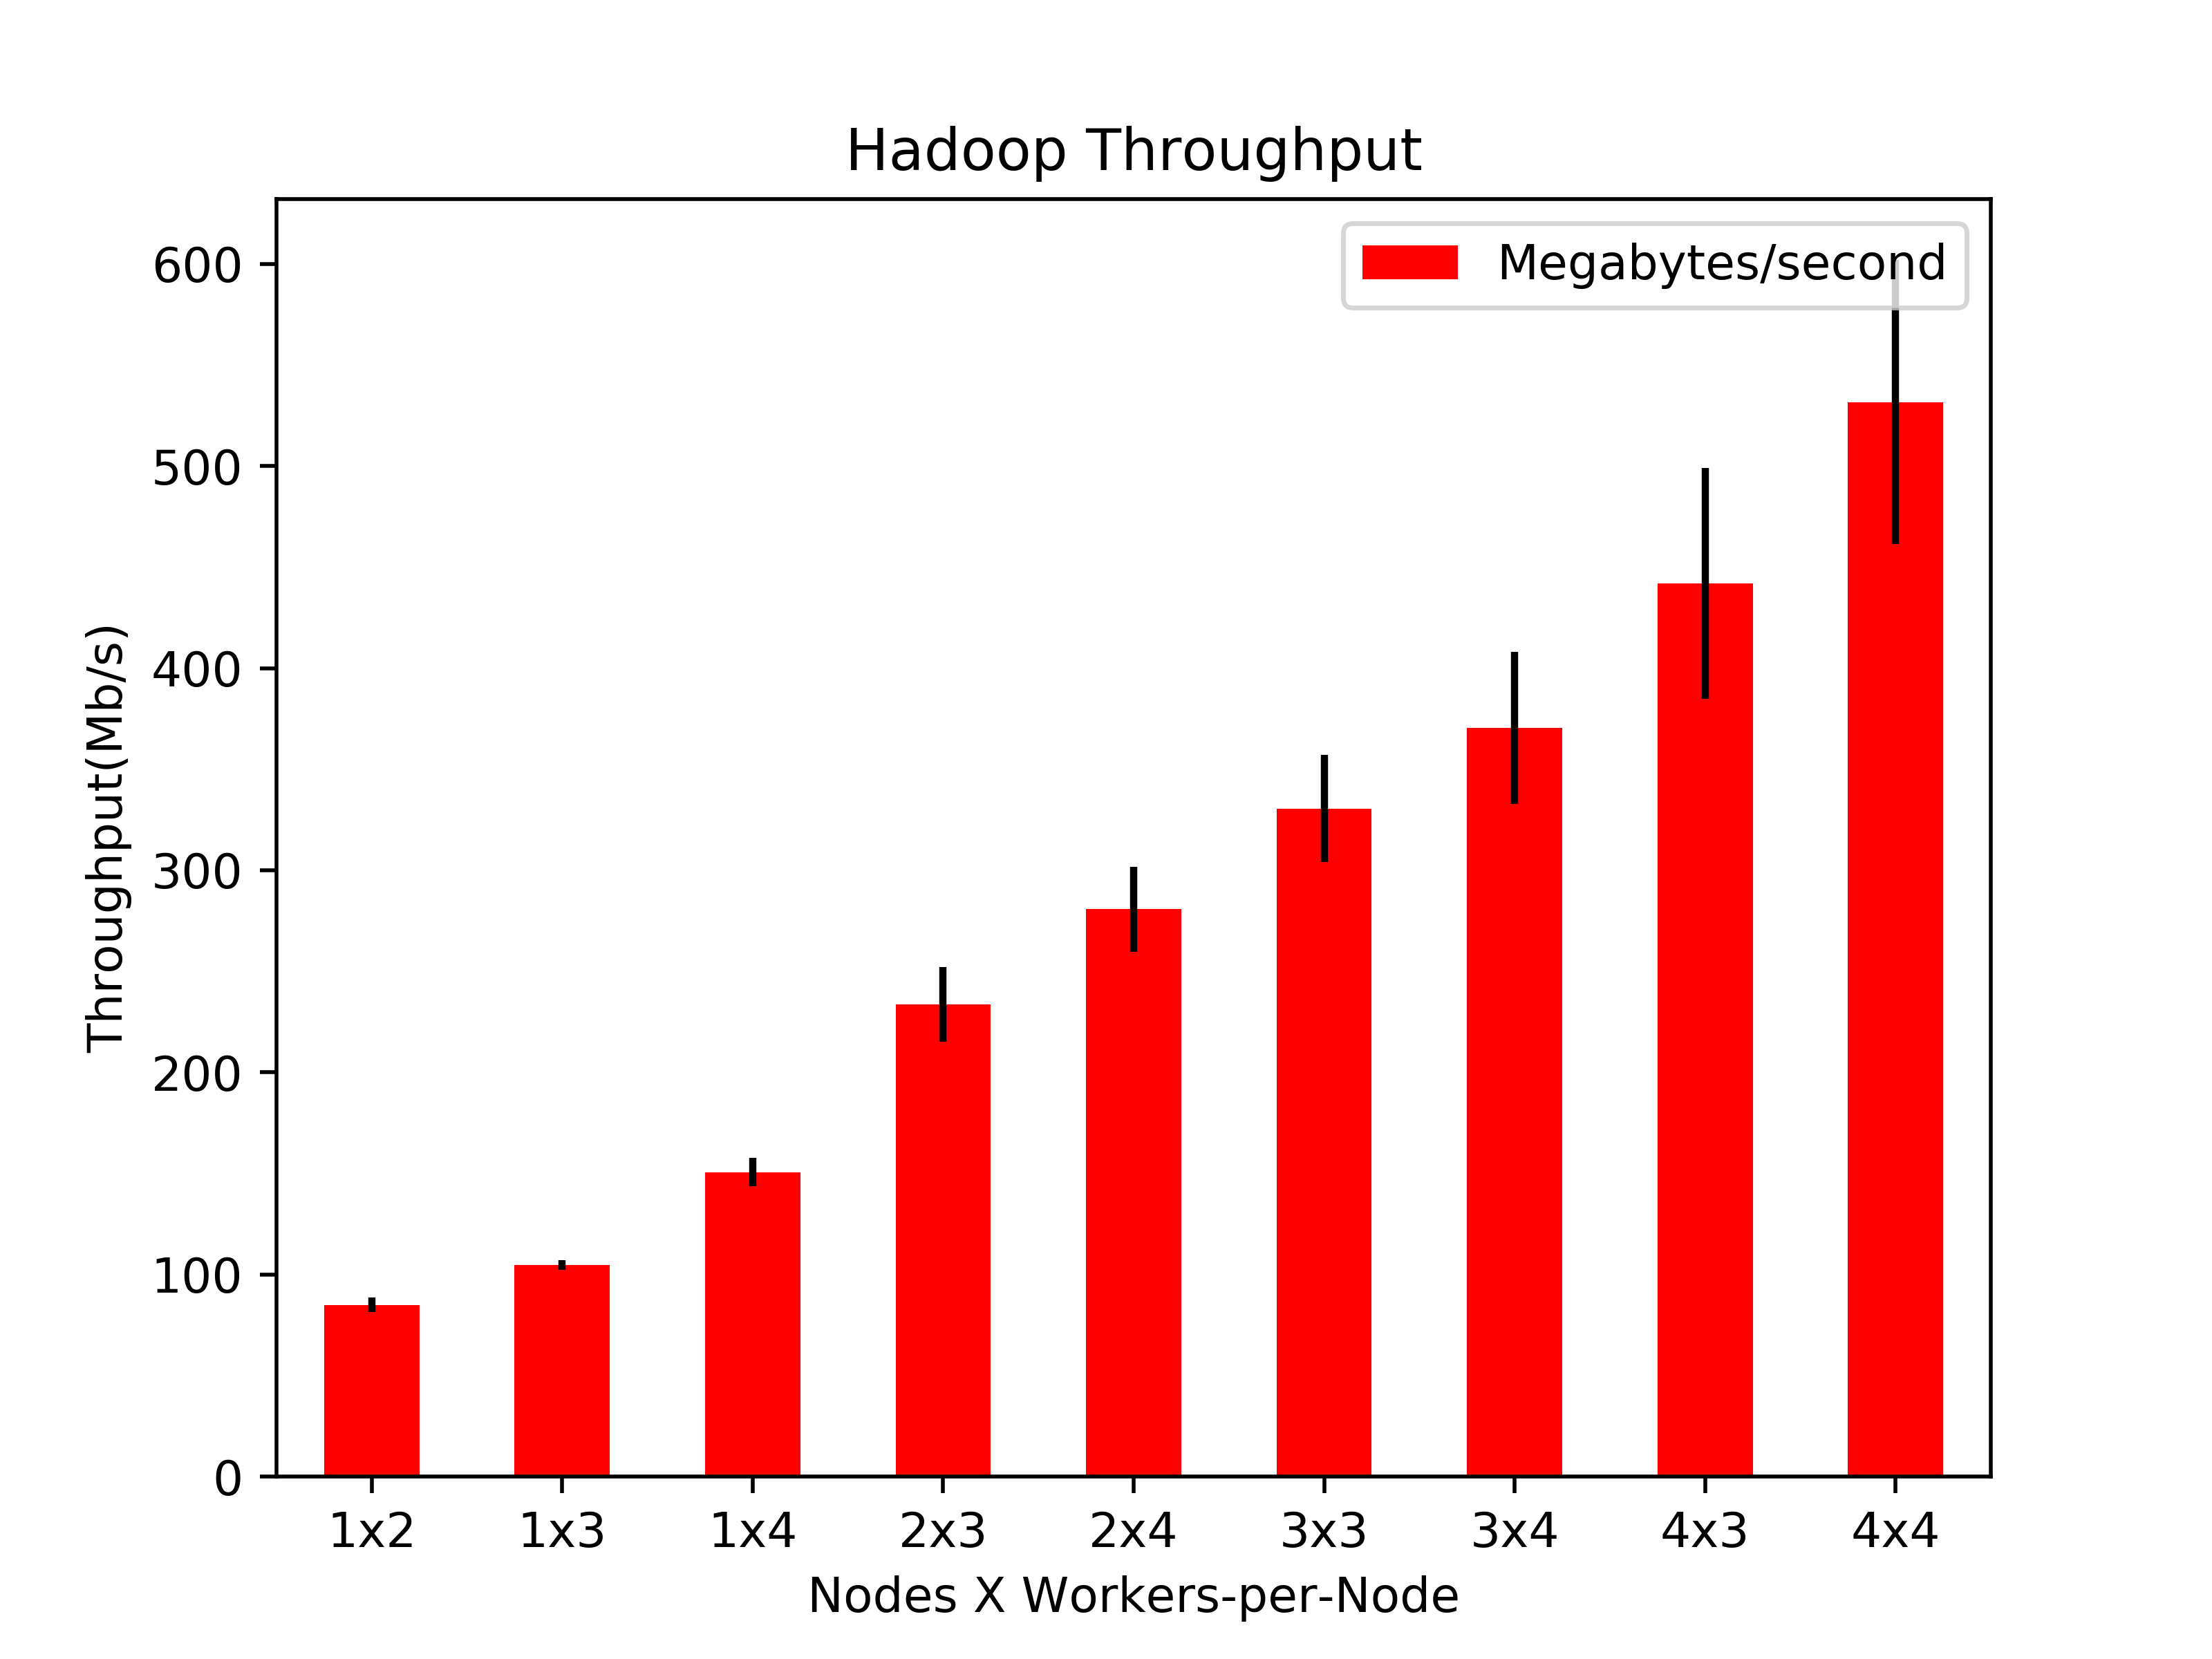 Hadoop Throughput
Megabytes/second
600
500
400
300
200
100
0
Throughput(Mb/s)
1x2 1x3 1x4 2x3 2x4 3x3 3x4 4x3 4x4
Nodes X Workers-per-Node